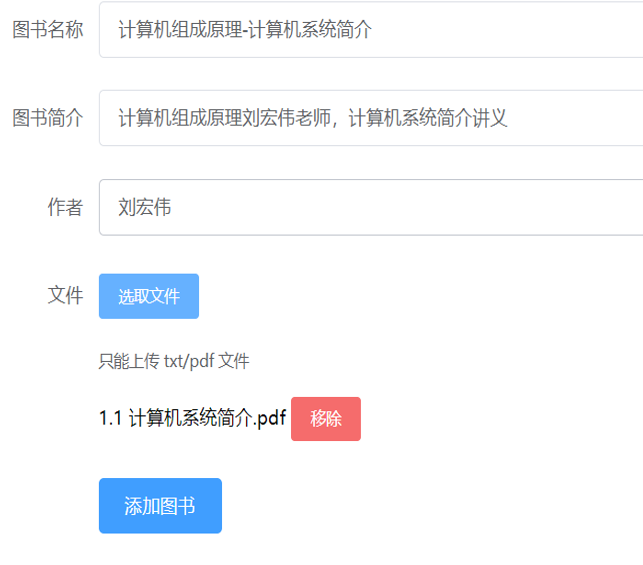 图书名称 计算机组成原理-计算机系统简介
图书简介 计算机组成原理刘宏伟老师，计算机系统简介讲义
作者 刘宏伟
文件 选取文件
只能上传 txt/pdf 文件
1.1 计算机系统简介.pdf 移除
添加图书